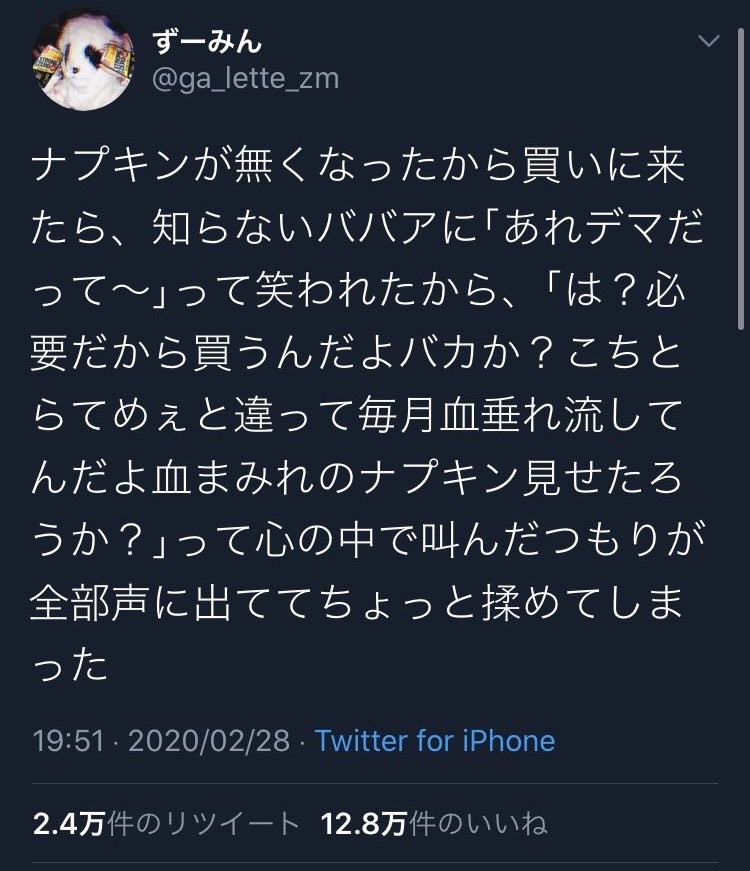 ずーみん
@ga_lette_zm
ナプキンが無くなったから買いに来
たら、知らないババアに｢あれデマだ
って〜｣って笑われたから、｢は？必
要だから買うんだよバカか？こちと
らてめぇと違って毎月血垂れ流して
んだよ血まみれのナプキン見せたろ
うか？｣って心の中で叫んだつもりが
全部声に出ててちょっと揉めてしま
った
19:51 · 2020/02/28 · Twitter for iPhone
2.4万件のリツイート 12.8万件のいいね